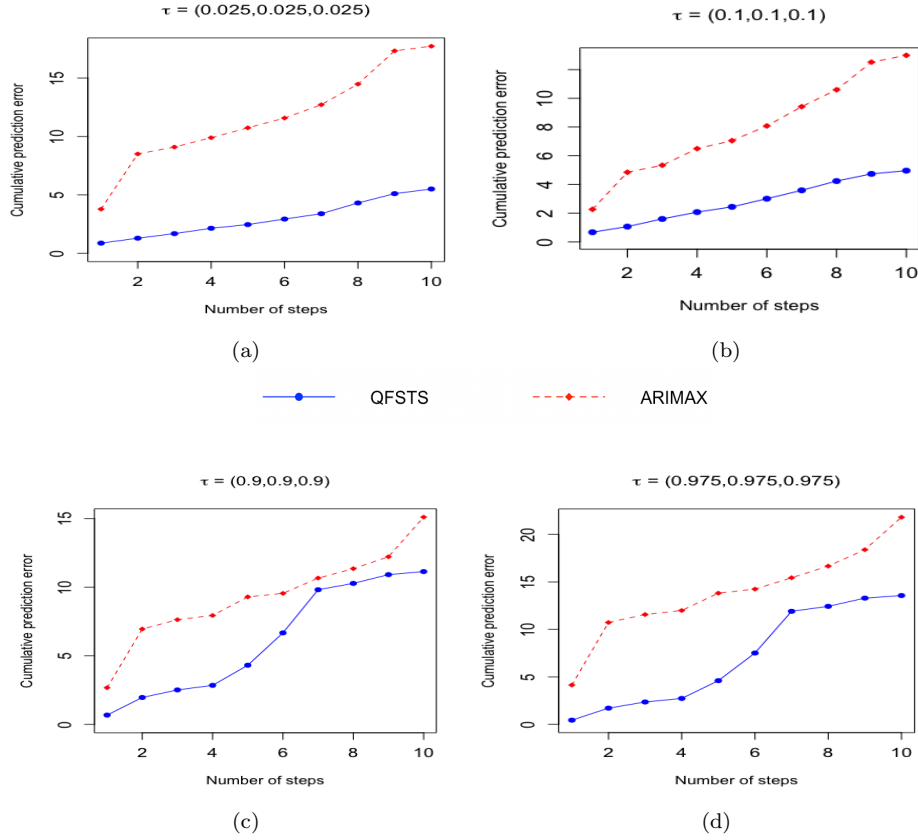 τ = (0.025,0.025,0.025)
Cumulative prediction error
15
10
5
0
2 4 6 8 10
Number of steps
(a)
τ = (0.1,0.1,0.1)
Cumulative prediction error
12
10
8
6
4
2
0
2 4 6 8 10
Number of steps
(b)
QFSTS ARIMAX
τ = (0.9,0.9,0.9)
Cumulative prediction error
15
10
5
0
2 4 6 8 10
Number of steps
(c)
τ = (0.975,0.975,0.975)
Cumulative prediction error
20
15
10
5
0
2 4 6 8 10
Number of steps
(d)